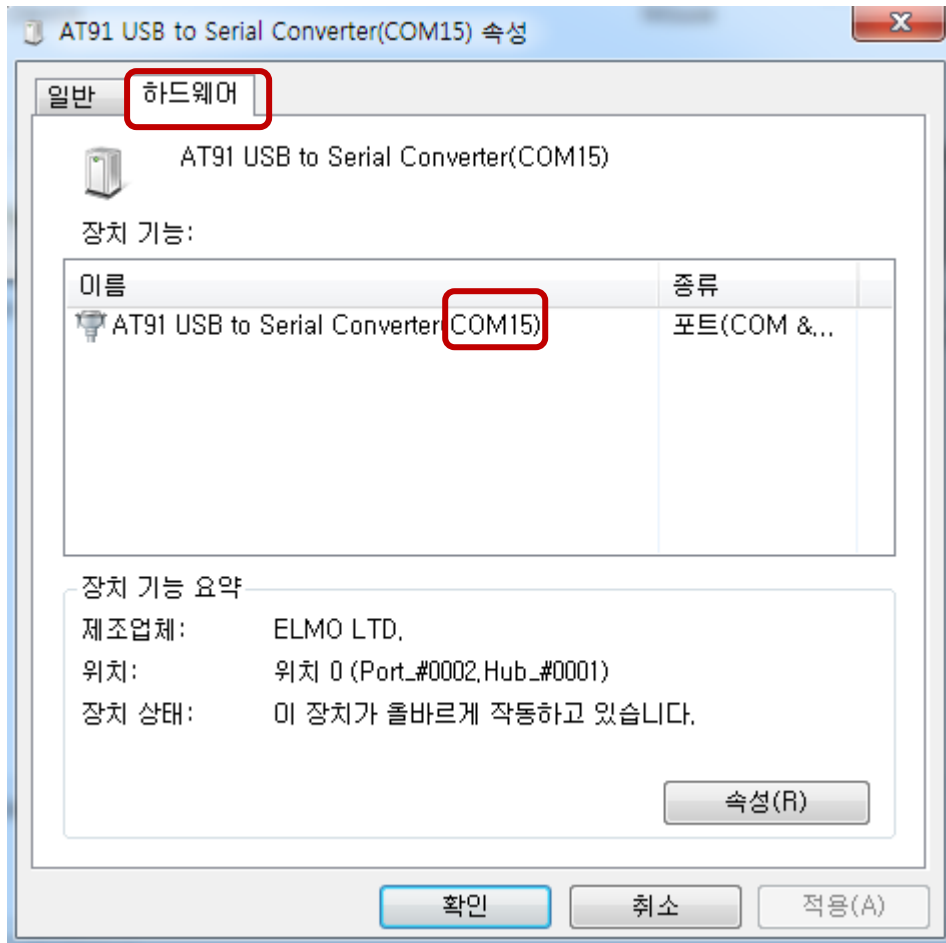 AT91 USB to Serial Converter(COM15) 속성
일반 하드웨어
AT91 USB to Serial Converter(COM15)
장치 기능:
이름 종류
AT91 USB to Serial Converter(COM15) 포트(COM &...
장치 기능 요약
제조업체: ELMO LTD.
위치: 위치 0 (Port_#0002.Hub_#0001)
장치 상태: 이 장치가 올바르게 작동하고 있습니다.
속성(R)
확인 취소 적용(A)